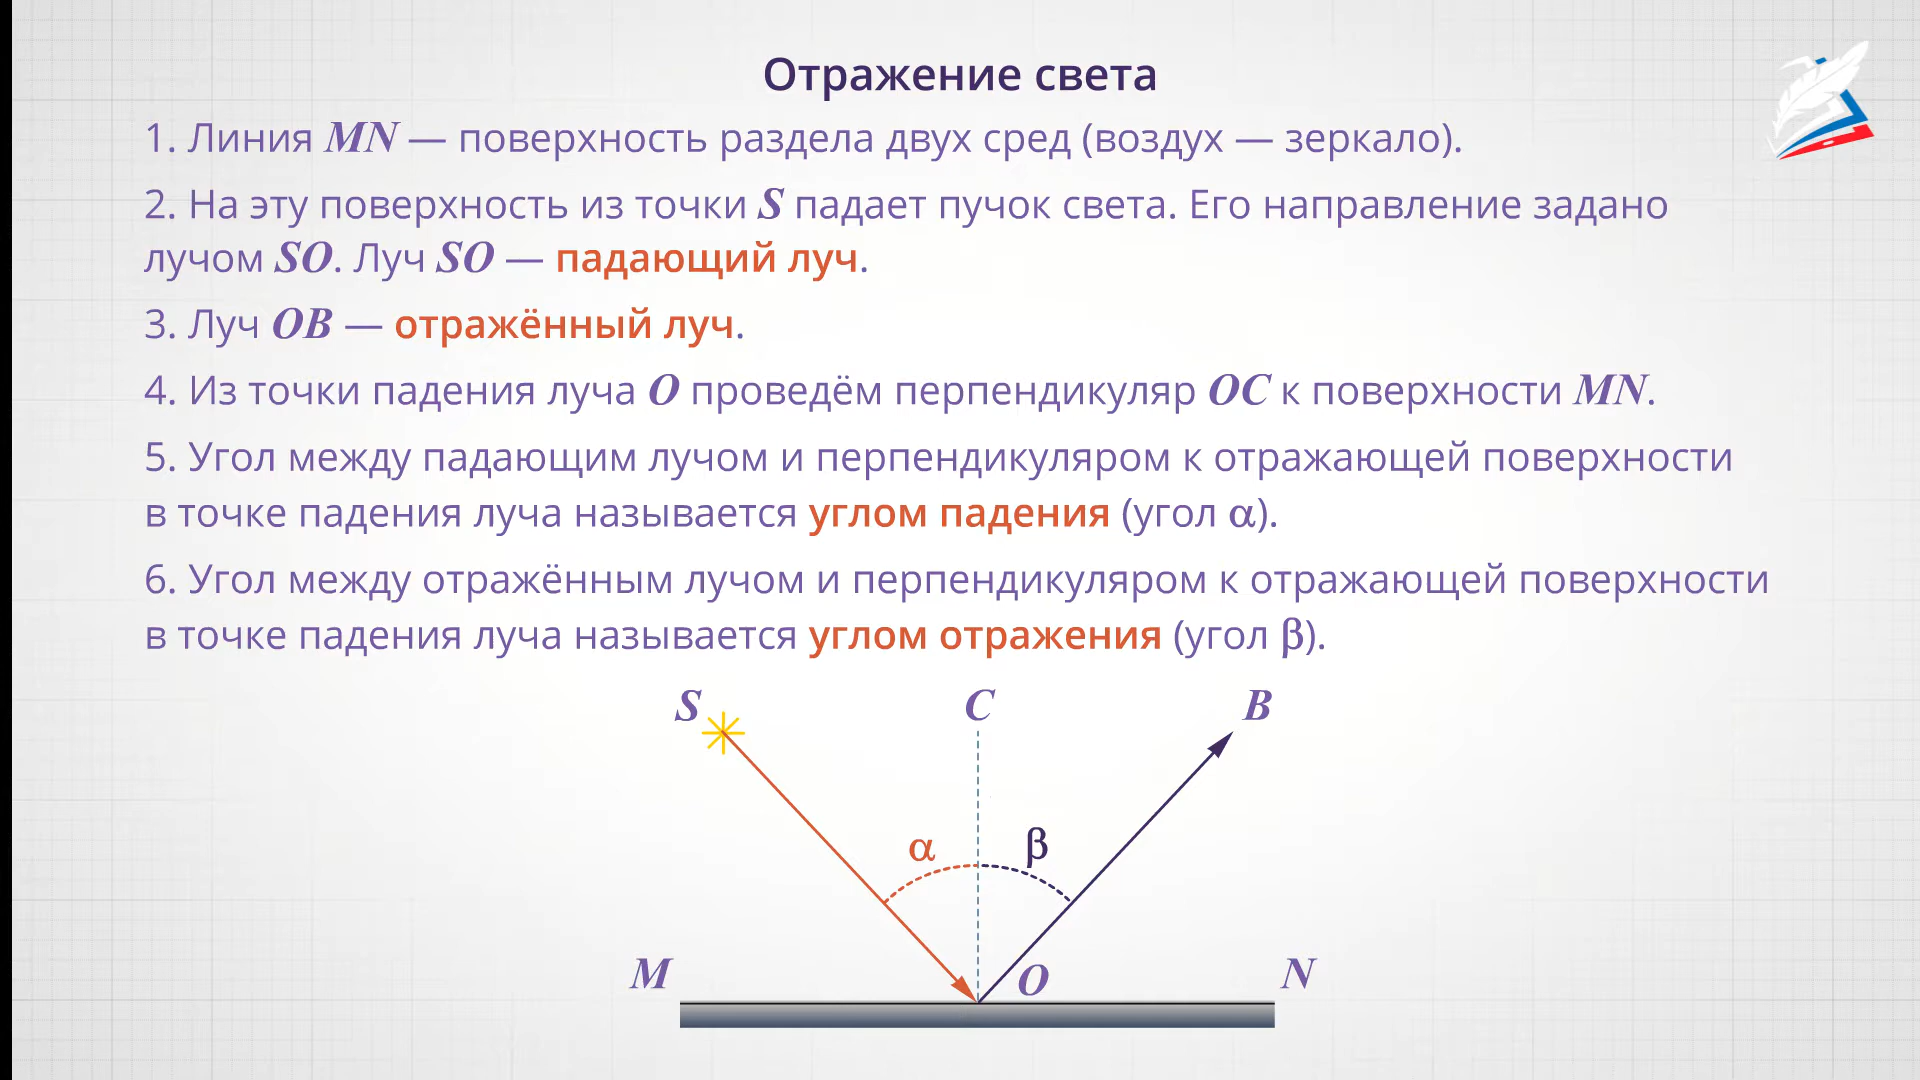 Отражение света
1. Линия MN — поверхность раздела двух сред (воздух — зеркало).
2. На эту поверхность из точки S падает пучок света. Его направление задано
лучом SO. Луч SO — падающий луч.
3. Луч OB — отражённый луч.
4. Из точки падения луча O проведём перпендикуляр OC к поверхности MN.
5. Угол между падающим лучом и перпендикуляром к отражающей поверхности
в точке падения луча называется углом падения (угол α).
6. Угол между отражённым лучом и перпендикуляром к отражающей поверхности
в точке падения луча называется углом отражения (угол β).
S C B
α β
M O N